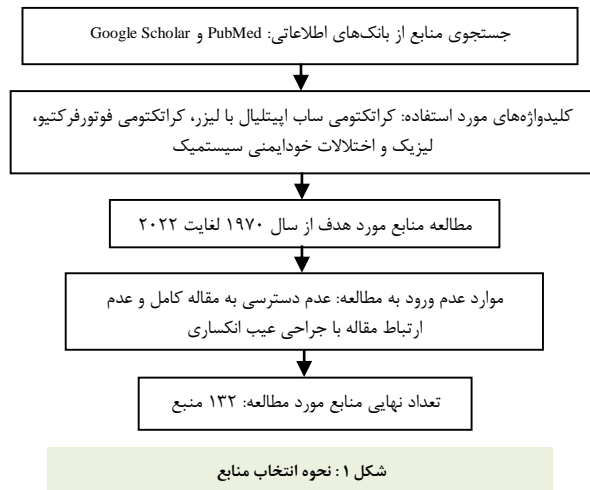 جستجوی منابع از بانک‌های اطلاعاتی: PubMed و Google Scholar
کلیدواژه‌های مورد استفاده: کراتکتومی ساب اپیتلیال با لیزر، کراتکتومی فوتورفرکتیو،
لیزیک و اختلالات خودایمنی سیستمیک
مطالعه منابع مورد هدف از سال ۱۹۷۰ لغایت ۲۰۲۲
موارد عدم ورود به مطالعه: عدم دسترسی به مقاله کامل و عدم
ارتباط مقاله با جراحی عیب انکساری
تعداد نهایی منابع مورد مطالعه: ۱۳۲ منبع
شکل ۱ : نحوه انتخاب منابع